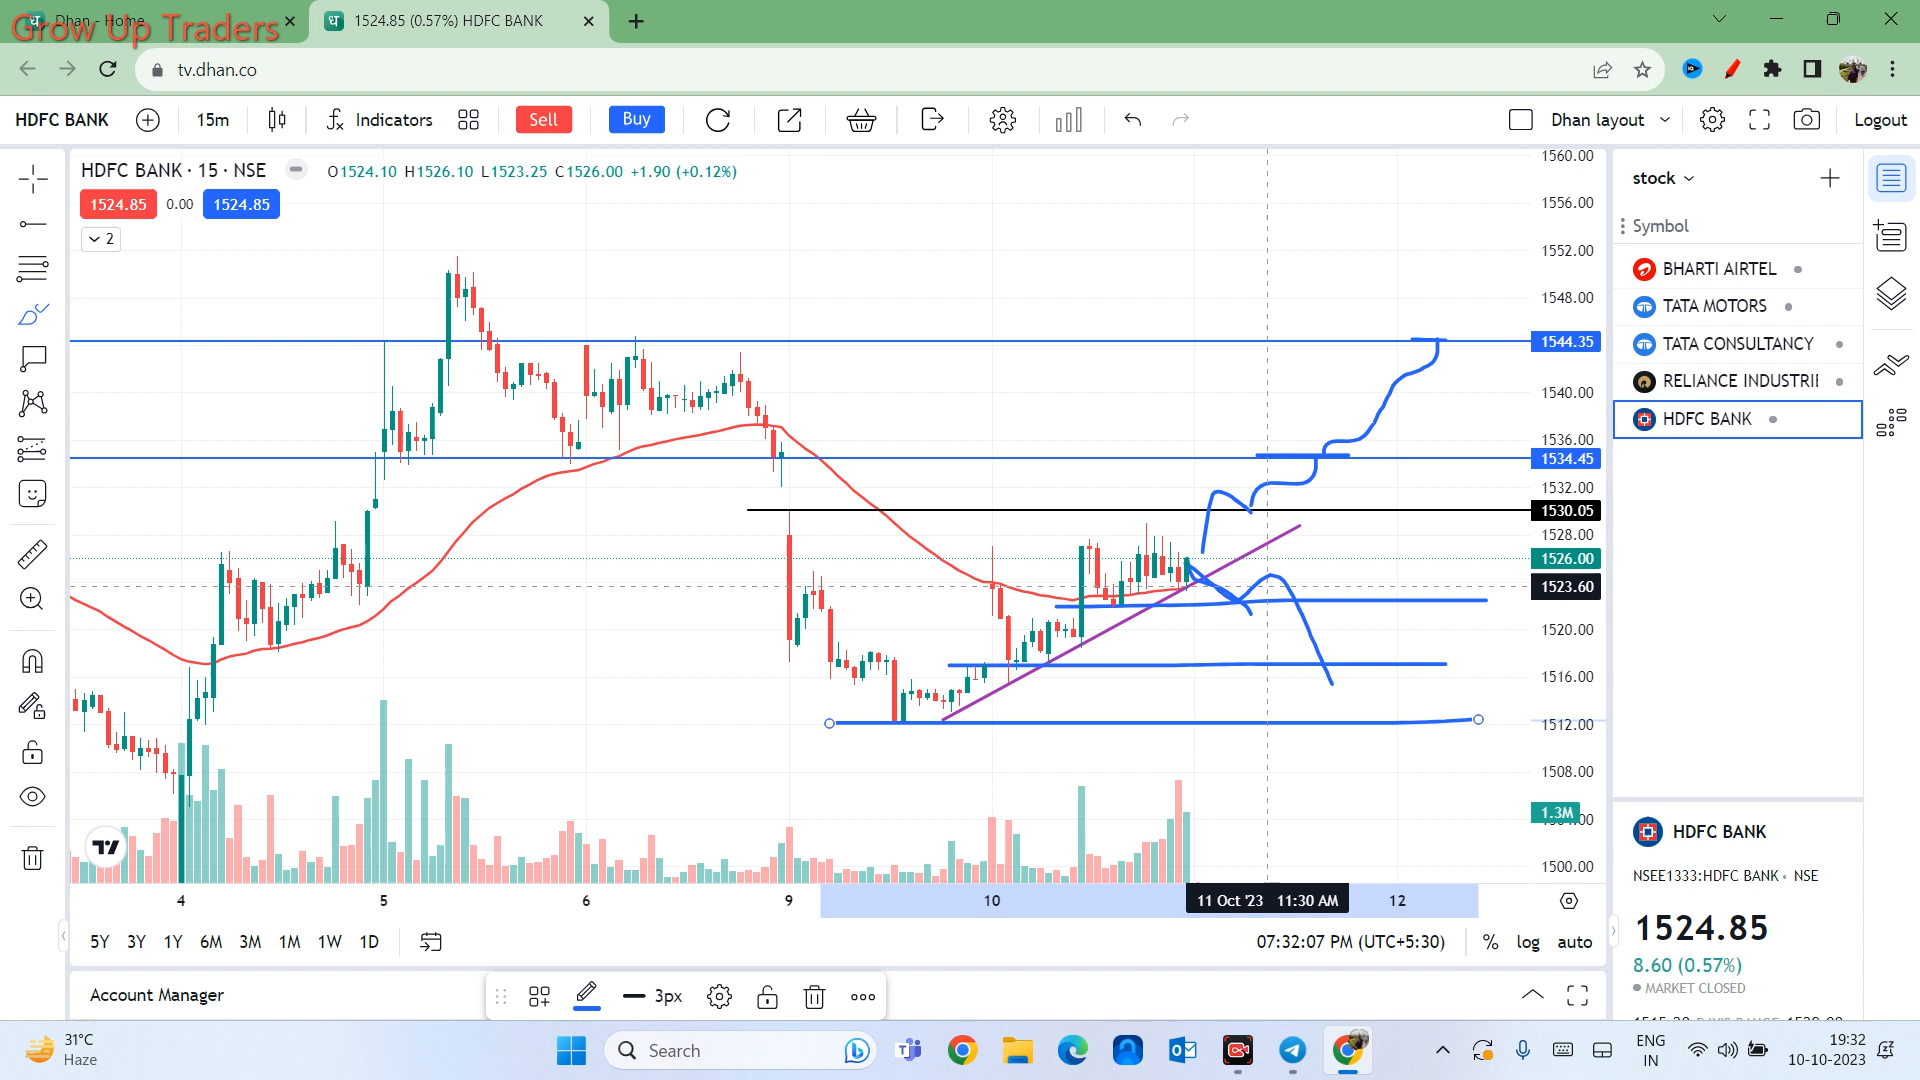 Grow Up Traders
Dhan - Home
1524.85 (0.57%) HDFC BANK
tv.dhan.co
HDFC BANK 15m Indicators Sell Buy Dhan layout Logout
HDFC BANK · 15 · NSE O1524.10 H1526.10 L1523.25 C1526.00 +1.90 (+0.12%)
1524.85 0.00 1524.85
2
1560.00
1556.00
1552.00
1548.00
1544.35
1540.00
1536.00
1534.45
1532.00
1530.05
1528.00
1526.00
1523.60
1520.00
1516.00
1512.00
1508.00
1.3M
1500.00
4 5 6 9 10 11 Oct '23 11:30 AM 12
5Y 3Y 1Y 6M 3M 1M 1W 1D 07:32:07 PM (UTC+5:30) % log auto
Account Manager 3px
stock
Symbol
BHARTI AIRTEL
TATA MOTORS
TATA CONSULTANCY
RELIANCE INDUSTRI
HDFC BANK
HDFC BANK
NSEE1333:HDFC BANK • NSE
1524.85
8.60 (0.57%)
MARKET CLOSED
31°C
Haze
Search
ENG
IN
19:32
10-10-2023